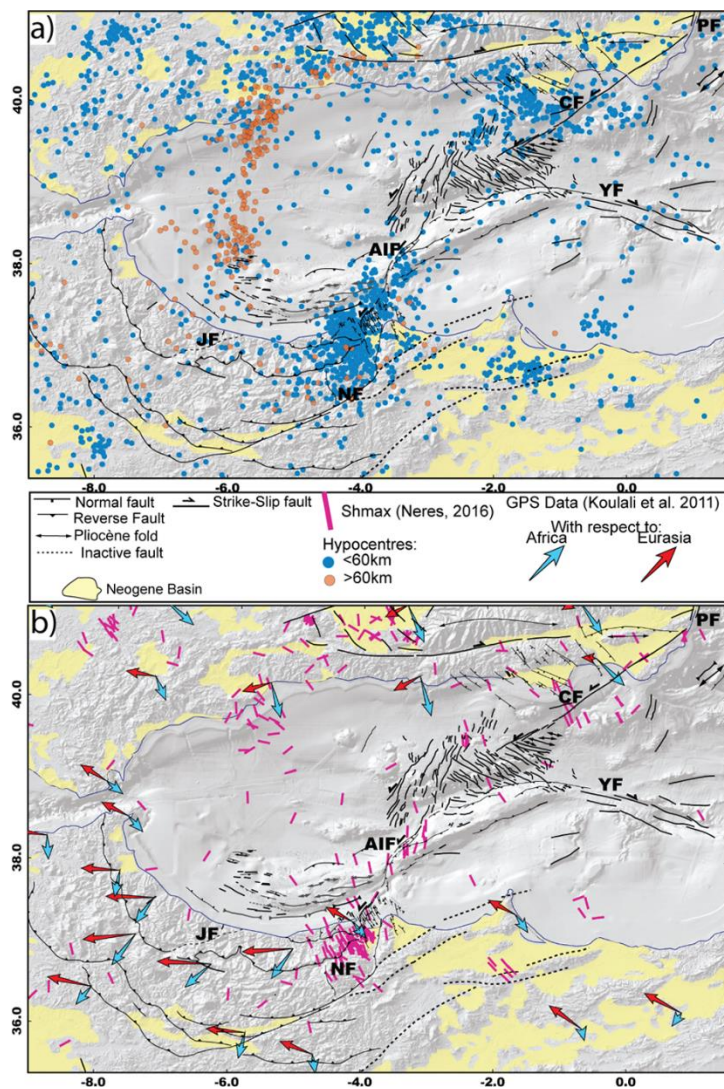 a)
PF
40.0
CF
YF
38.0
AIF
JF
NF
36.0
-8.0 -6.0 -4.0 -2.0 0.0
Normal fault
Strike-Slip fault
Reverse Fault
Pliocène fold
Inactive fault
Neogene Basin
Shmax (Neres, 2016)
Hypocentres:
<60km
>60km
GPS Data (Koulali et al. 2011)
With respect to:
Africa Eurasia
b)
PF
40.0
CF
YF
38.0
AIF
JF
NF
36.0
-8.0 -6.0 -4.0 -2.0 0.0